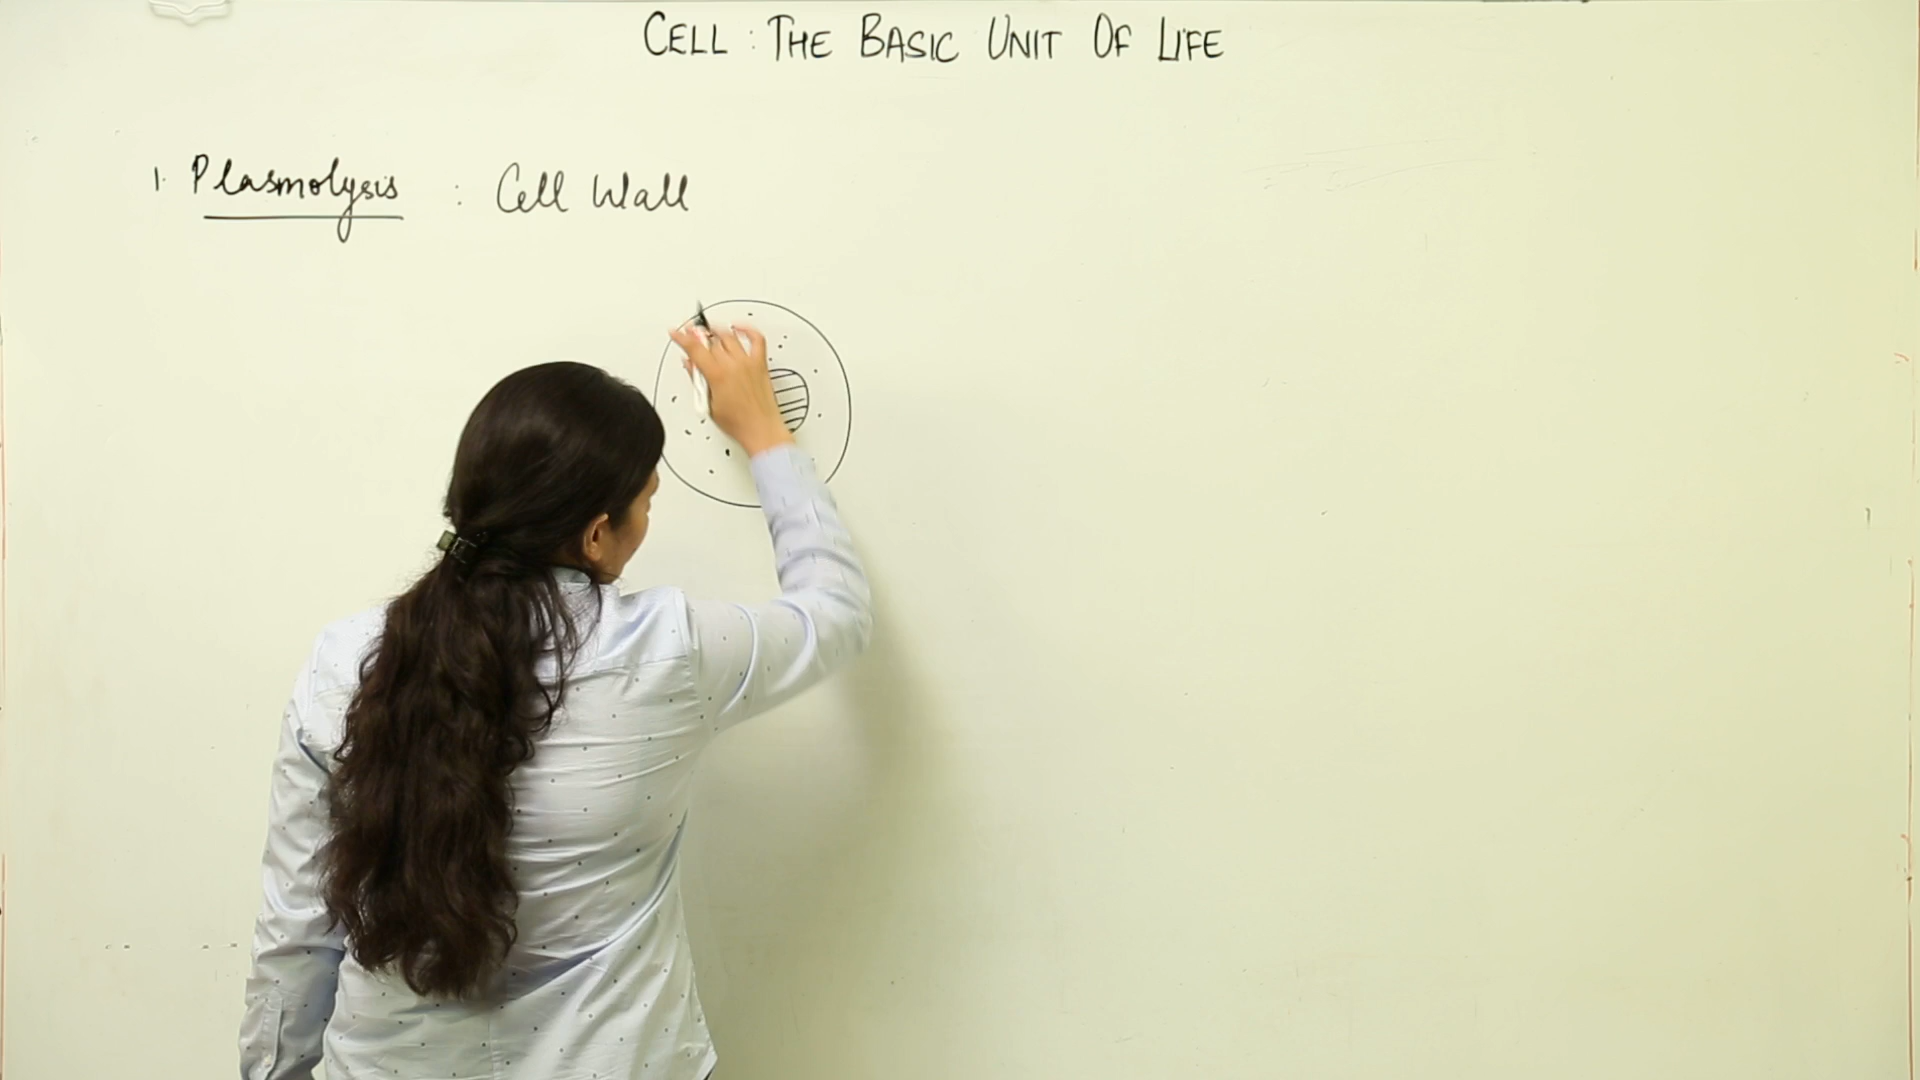 CELL : THE BASIC UNIT OF LIFE
1. Plasmolysis : Cell Wall